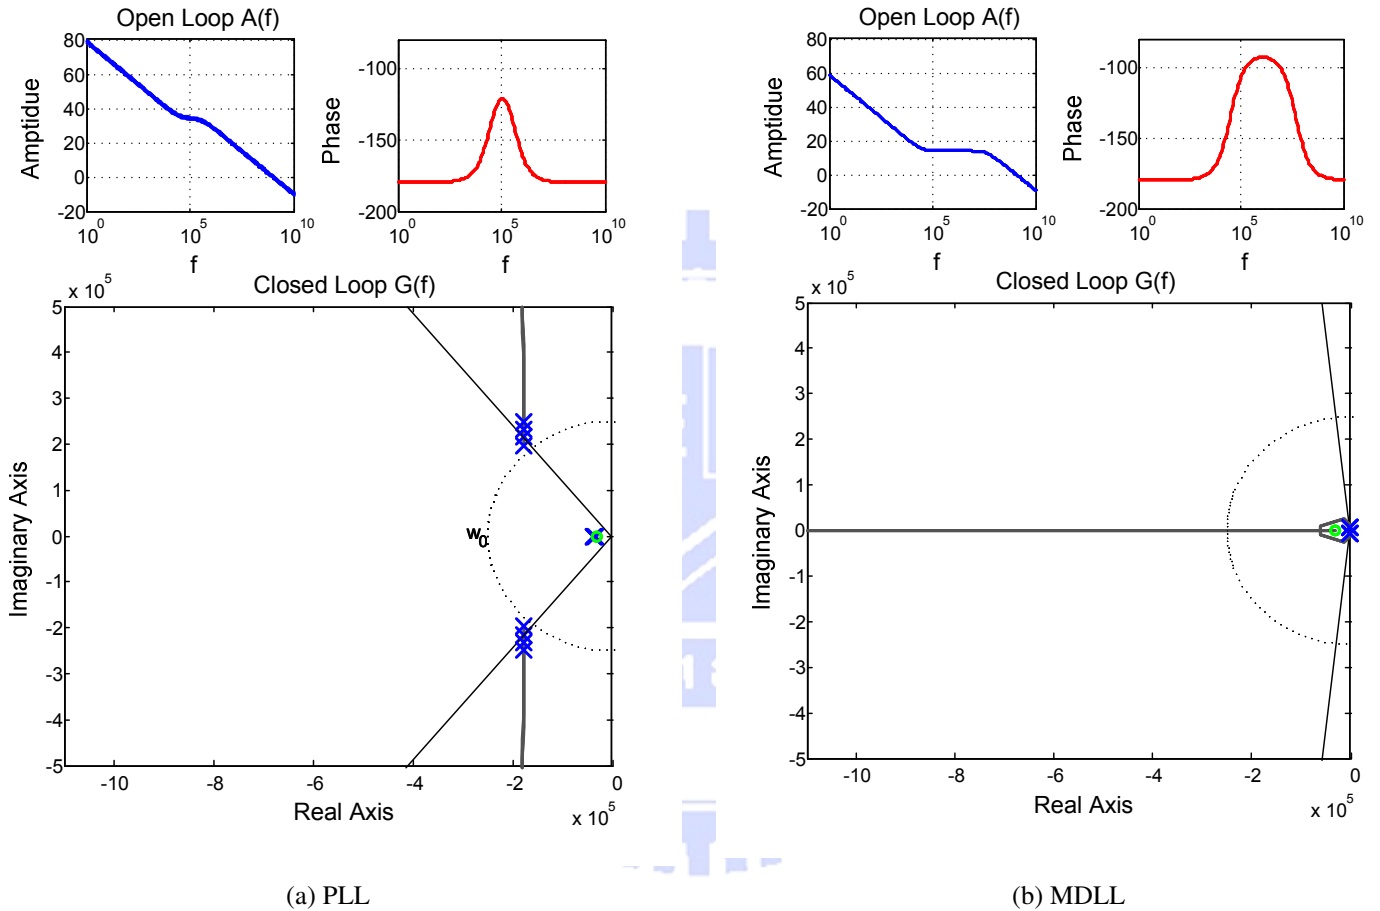 Open Loop A(f)
Amptidue
80
60
40
20
0
-20
10^0
10^5
10^10
f
Phase
-100
-150
-200
10^0
10^5
10^10
f
Closed Loop G(f)
x 10^5
Imaginary Axis
5
4
3
2
1
0
-1
-2
-3
-4
-5
w_0
-10
-8
-6
-4
-2
0
Real Axis
x 10^5
(a) PLL
Open Loop A(f)
Amptidue
80
60
40
20
0
-20
10^0
10^5
10^10
f
Phase
-100
-150
-200
10^0
10^5
10^10
f
Closed Loop G(f)
x 10^5
Imaginary Axis
5
4
3
2
1
0
-1
-2
-3
-4
-5
-10
-8
-6
-4
-2
0
Real Axis
x 10^5
(b) MDLL